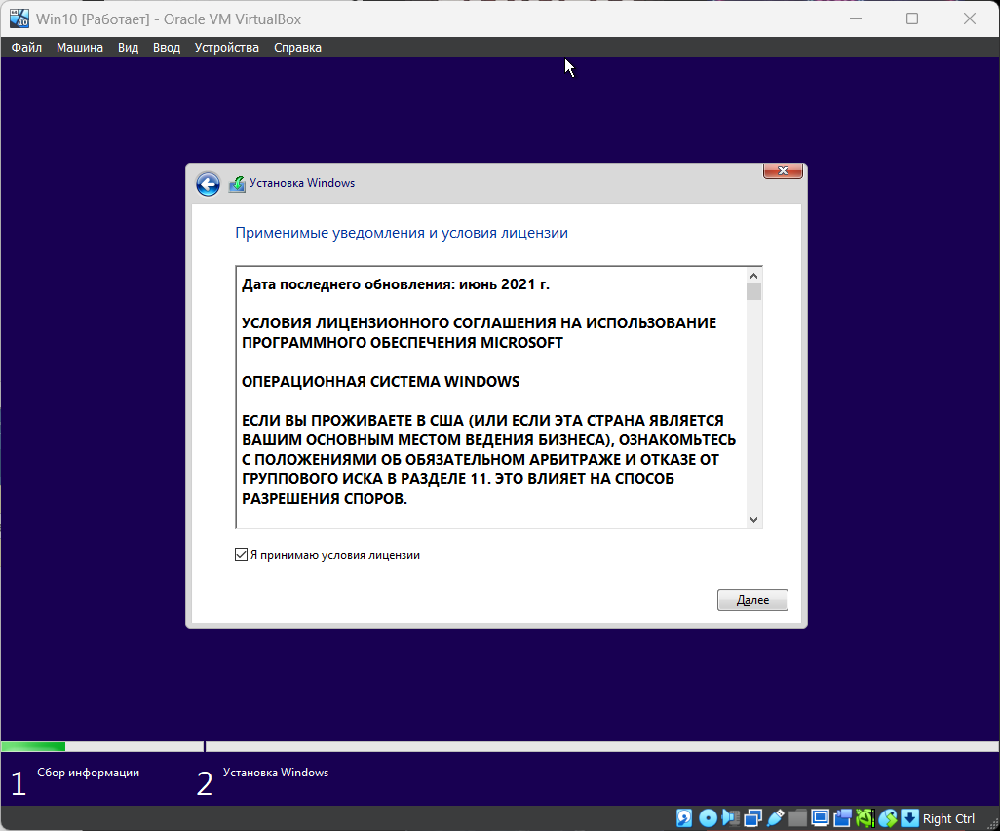 Win10 [Работает] - Oracle VM VirtualBox
Файл Машина Вид Ввод Устройства Справка
Установка Windows
Применимые уведомления и условия лицензии
Дата последнего обновления: июнь 2021 г.
УСЛОВИЯ ЛИЦЕНЗИОННОГО СОГЛАШЕНИЯ НА ИСПОЛЬЗОВАНИЕ
ПРОГРАММНОГО ОБЕСПЕЧЕНИЯ MICROSOFT
ОПЕРАЦИОННАЯ СИСТЕМА WINDOWS
ЕСЛИ ВЫ ПРОЖИВАЕТЕ В США (ИЛИ ЕСЛИ ЭТА СТРАНА ЯВЛЯЕТСЯ
ВАШИМ ОСНОВНЫМ МЕСТОМ ВЕДЕНИЯ БИЗНЕСА), ОЗНАКОМЬТЕСЬ
С ПОЛОЖЕНИЯМИ ОБ ОБЯЗАТЕЛЬНОМ АРБИТРАЖЕ И ОТКАЗЕ ОТ
ГРУППОВОГО ИСКА В РАЗДЕЛЕ 11. ЭТО ВЛИЯЕТ НА СПОСОБ
РАЗРЕШЕНИЯ СПОРОВ.
Я принимаю условия лицензии
Далее
1 Сбор информации 2 Установка Windows
Right Ctrl